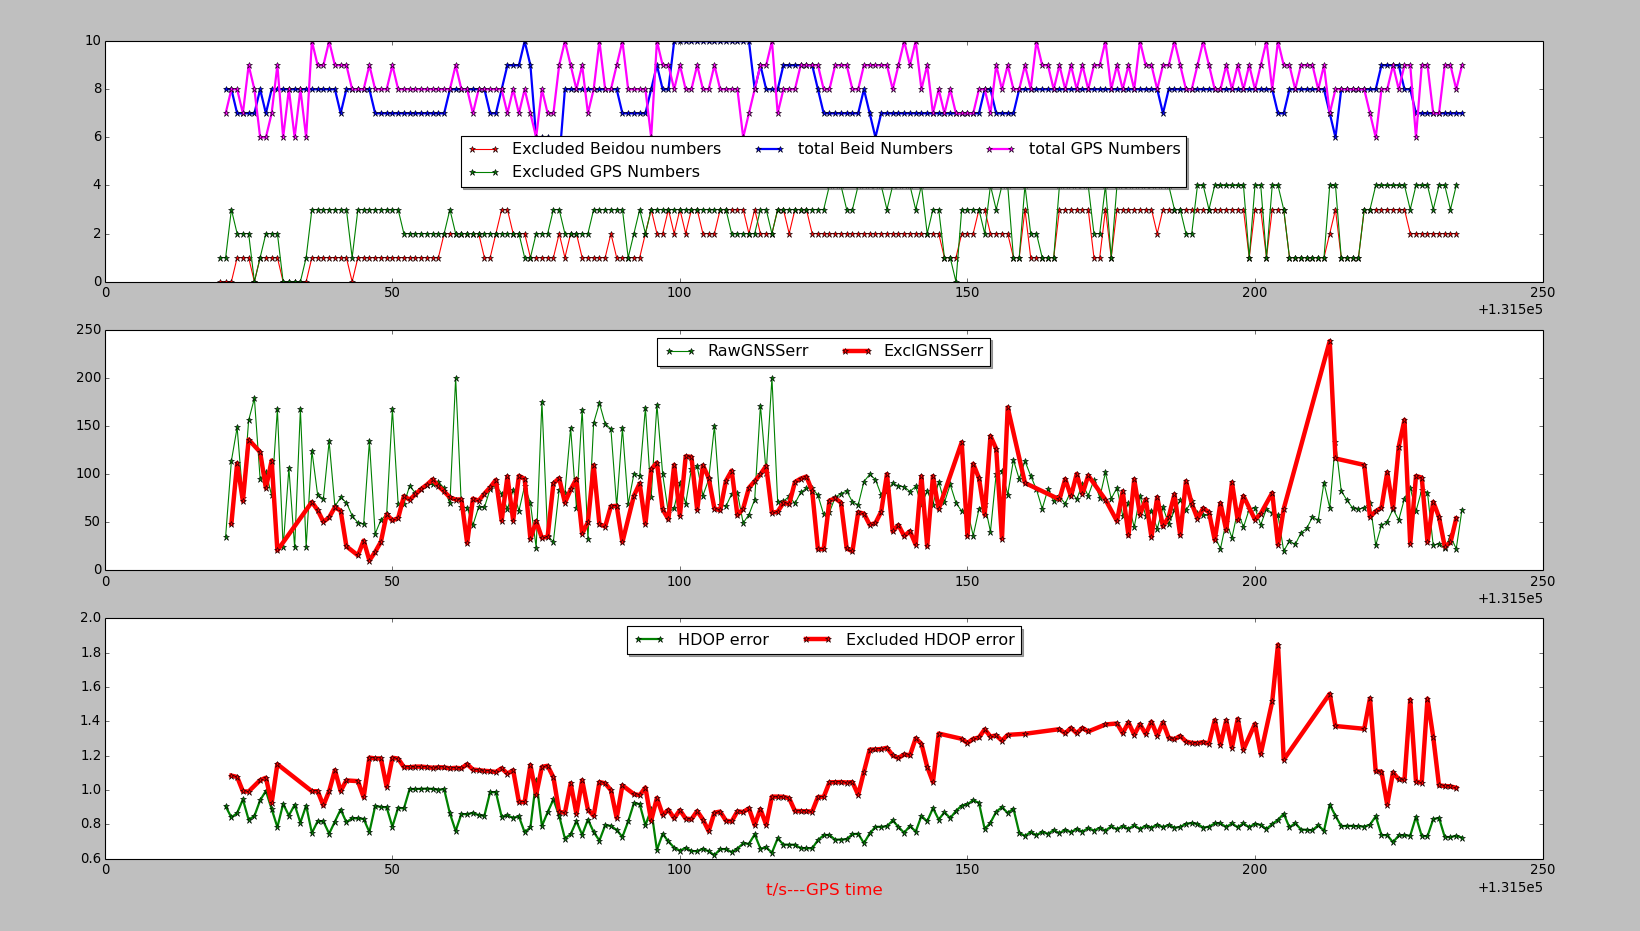 10
8
6
4
2
0
Excluded Beidou numbers total Beid Numbers total GPS Numbers
Excluded GPS Numbers
0 50 100 150 200 250
+1.315e5
250
200
150
100
50
0
RawGNSSerr ExclGNSSerr
0 50 100 150 200 250
+1.315e5
2.0
1.8
1.6
1.4
1.2
1.0
0.8
0.6
HDOP error Excluded HDOP error
0 50 100 150 200 250
+1.315e5
t/s---GPS time